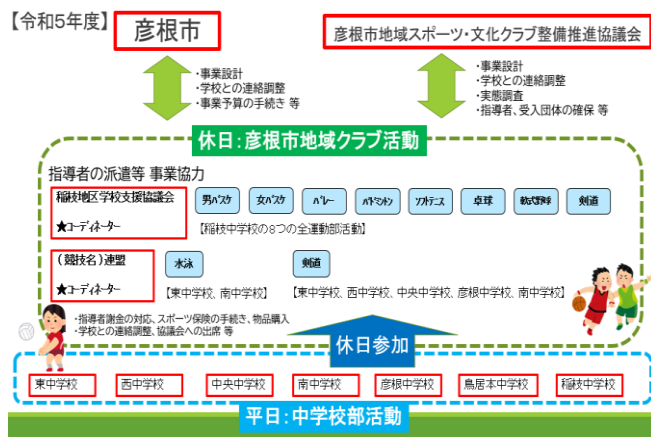 【令和5年度】
彦根市
彦根市地域スポーツ・文化クラブ整備推進協議会
・事業設計
・学校との連絡調整
・事業予算の手続き 等
・事業設計
・学校との連絡調整
・実態調査
・指導者、受入団体の確保 等
休日:彦根市地域クラブ活動
指導者の派遣等 事業協力
稲枝地区学校支援協議会
★コーディネーター
男バスケ
女バスケ
バレー
バドミントン
ソフトテニス
卓球
軟式野球
剣道
【稲枝中学校の8つの全運動部活動】
(競技名)連盟
★コーディネーター
水泳
剣道
【東中学校、南中学校】
【東中学校、西中学校、中央中学校、彦根中学校、南中学校】
・指導者謝金の対応、スポーツ保険の手続き、物品購入
・学校との連絡調整、協議会への出席 等
休日参加
東中学校
西中学校
中央中学校
南中学校
彦根中学校
鳥居本中学校
稲枝中学校
平日:中学校部活動